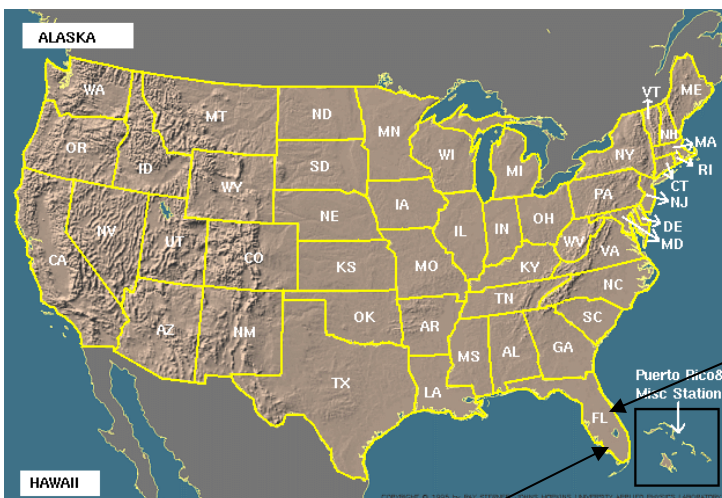 ALASKA
WA
MT
ND
MN
VT
ME
OR
ID
SD
WI
MI
NY
NH
MA
RI
WY
CT
NJ
NE
IA
PA
NV
UT
CO
IL
IN
OH
WV
DE
MD
VA
CA
KS
MO
KY
NC
AZ
NM
OK
TN
AR
SC
MS
AL
GA
TX
LA
FL
Puerto Rico&
Misc Station
HAWAII